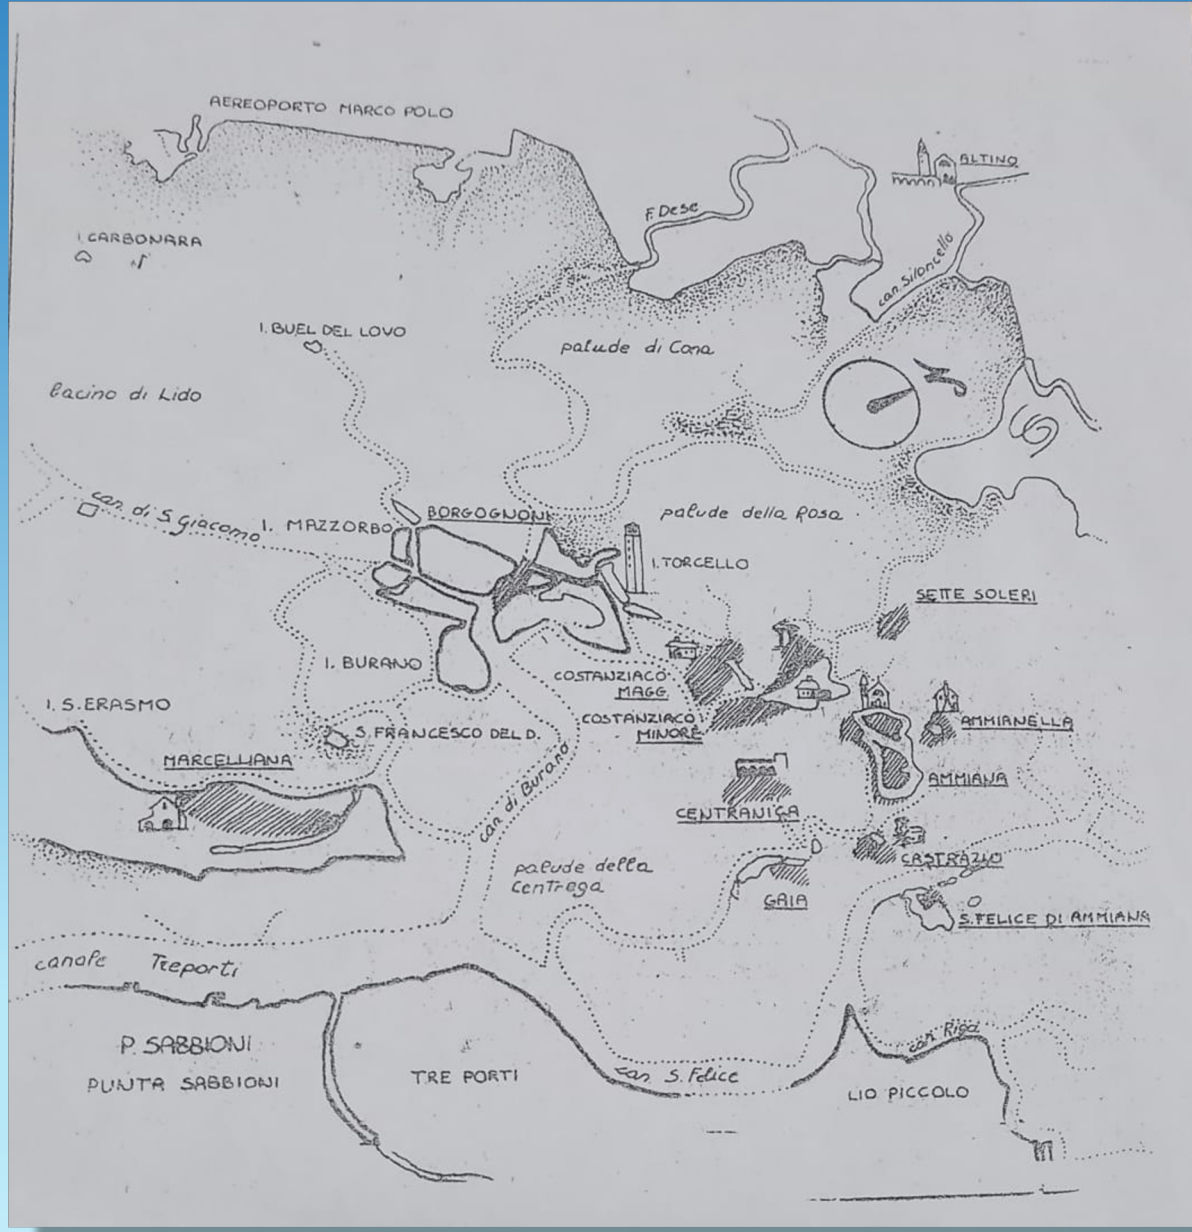 AEREOPORTO MARCO POLO
ALTINO
F. Dese
I. CARBONARA
can. Siloncello
I. BUEL DEL LOVO
palude di Cona
N
bacino di Lido
can. di S. Giacomo
I. MAZZORBO
BORGOGNONI
palude della Rosa
I. TORCELLO
SETTE SOLERI
I. BURANO
COSTANZIACO
MAGG.
I. S. ERASMO
COSTANZIACO
MINORE
AMMIANELLA
S. FRANCESCO DEL D.
MARCELLIANA
AMMIANA
can. di Burano
CENTRANIGA
palude della
Centrega
CASTRAZIO
GAIA
S. FELICE DI AMMIANA
canale Treporti
P. SABBIONI
PUNTA SABBIONI
TRE PORTI
can. S. Felice
can. Riga
LIO PICCOLO